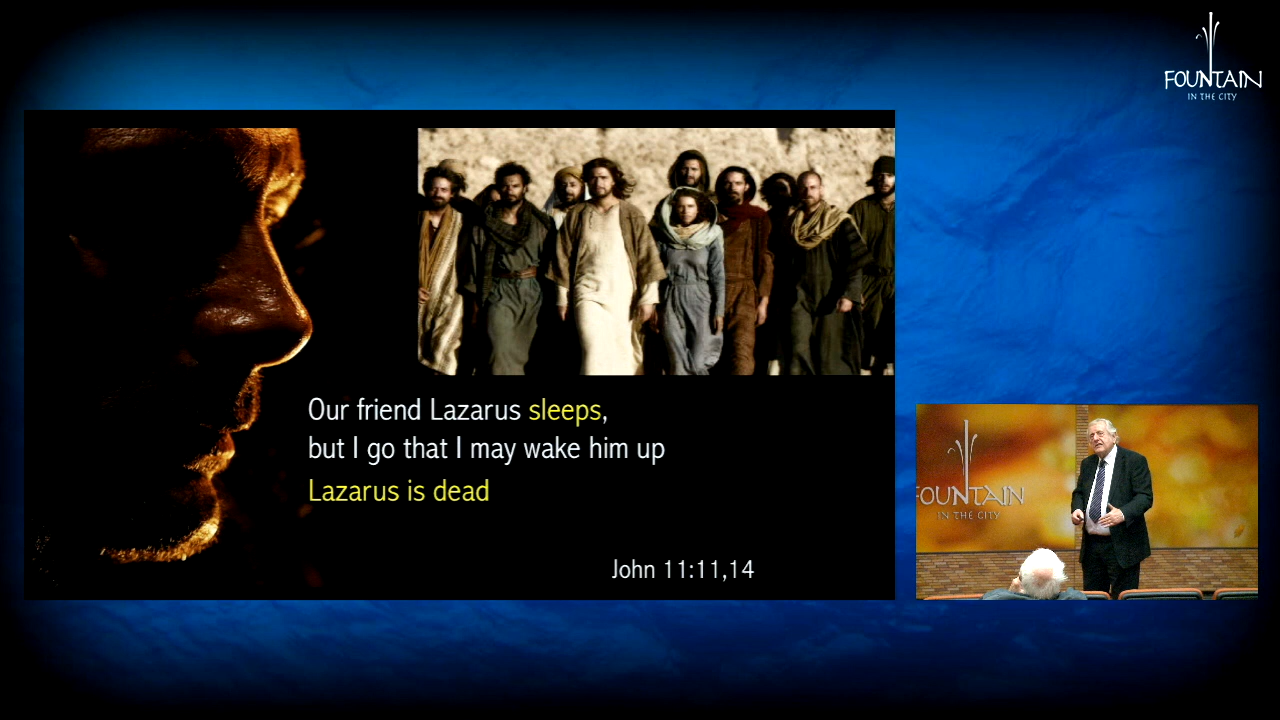 FOUNTAIN
IN THE CITY
Our friend Lazarus sleeps,
but I go that I may wake him up
Lazarus is dead
John 11:11,14
FOUNTAIN
IN THE CITY